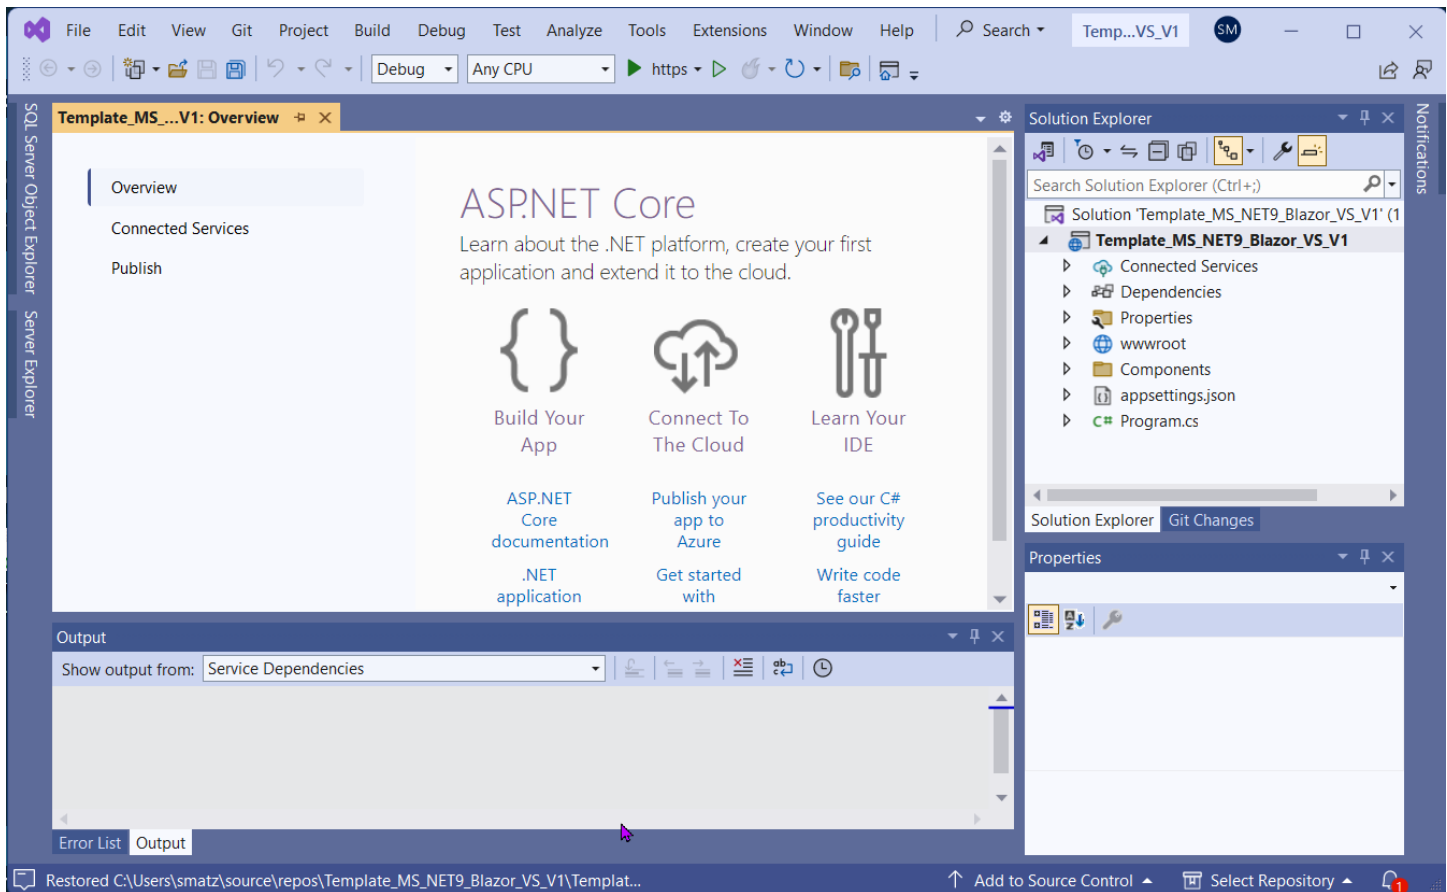 File Edit View Git Project Build Debug Test Analyze Tools Extensions Window Help Search Temp...VS_V1 SM
Debug Any CPU https
SQL Server Object Explorer
Server Explorer
Template_MS_...V1: Overview
Overview
Connected Services
Publish
ASP.NET Core
Learn about the .NET platform, create your first
application and extend it to the cloud.
Build Your
App
Connect To
The Cloud
Learn Your
IDE
ASP.NET
Core
documentation
Publish your
app to
Azure
See our C#
productivity
guide
.NET
application
Get started
with
Write code
faster
Output
Show output from: Service Dependencies
Error List Output
Solution Explorer
Search Solution Explorer (Ctrl+;)
Solution 'Template_MS_NET9_Blazor_VS_V1' (1
Template_MS_NET9_Blazor_VS_V1
Connected Services
Dependencies
Properties
wwwroot
Components
appsettings.json
C# Program.cs
Solution Explorer Git Changes
Properties
Notifications
Restored C:\Users\smatz\source\repos\Template_MS_NET9_Blazor_VS_V1\Templat... Add to Source Control Select Repository 1